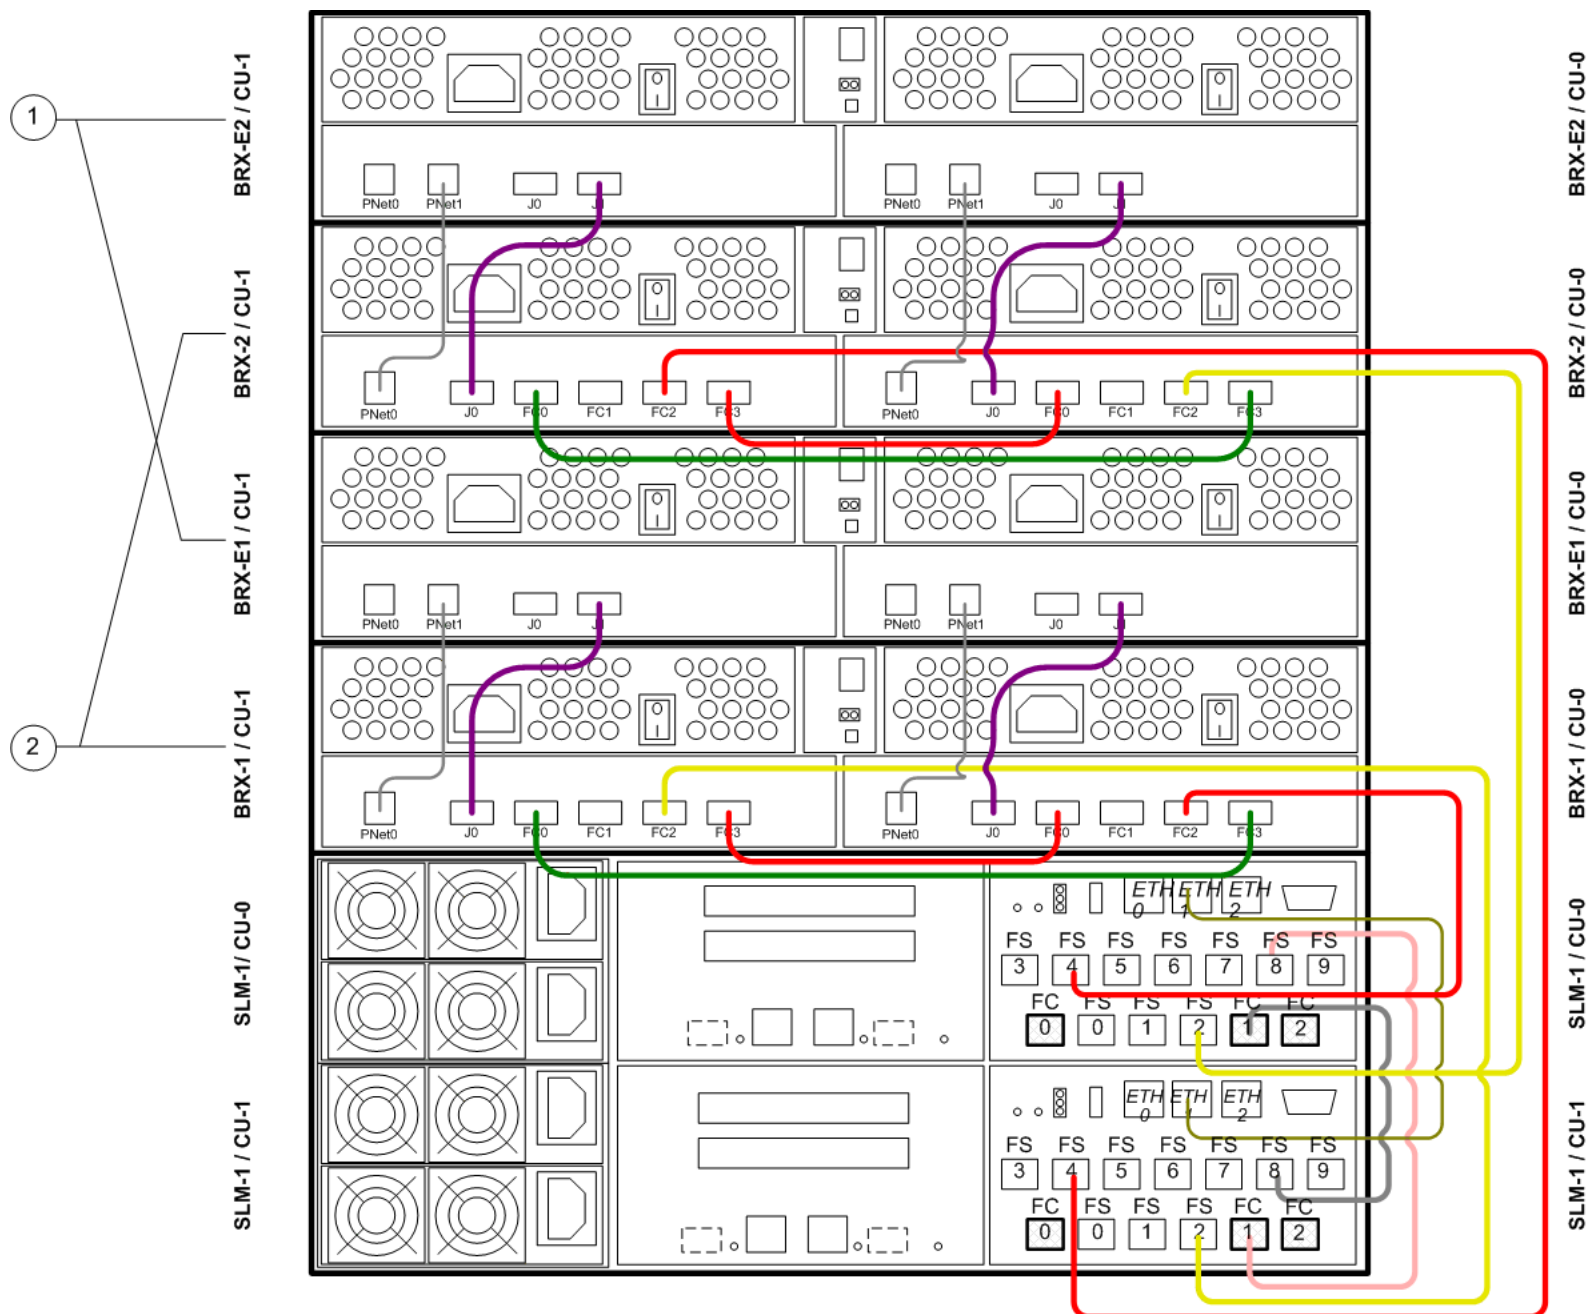 1
BRX-E2 / CU-1
BRX-E2 / CU-0
PNet0 PNet1 J0 J1 PNet0 PNet1 J0 J1
BRX-2 / CU-1
BRX-2 / CU-0
PNet0 J0 FC0 FC1 FC2 FC3 PNet0 J0 FC0 FC1 FC2 FC3
BRX-E1 / CU-1
BRX-E1 / CU-0
PNet0 PNet1 J0 J1 PNet0 PNet1 J0 J1
2
BRX-1 / CU-1
BRX-1 / CU-0
PNet0 J0 FC0 FC1 FC2 FC3 PNet0 J0 FC0 FC1 FC2 FC3
SLM-1/ CU-0
SLM-1 / CU-0
ETH ETH ETH
0 1 2
FS FS FS FS FS FS FS
3 4 5 6 7 8 9
FC FS FS FS FC FC
0 0 1 2 1 2
SLM-1 / CU-1
SLM-1 / CU-1
ETH ETH ETH
0 1 2
FS FS FS FS FS FS FS
3 4 5 6 7 8 9
FC FS FS FS FC FC
0 0 1 2 1 2